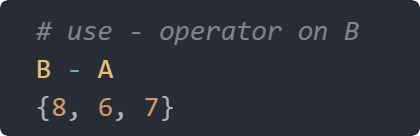 # use - operator on B
B - A
{8, 6, 7}